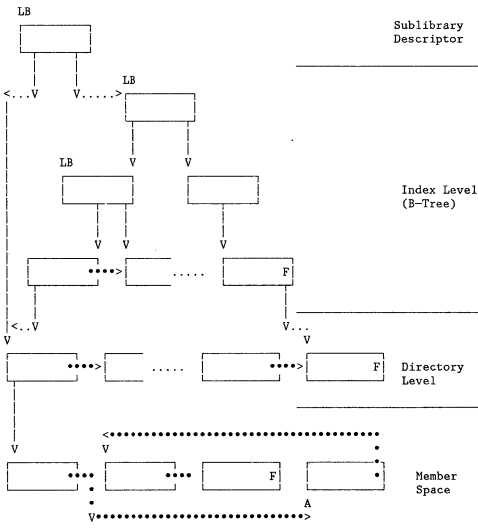 LB
Sublibrary
Descriptor
LB
<...V V.....>
LB V V
Index Level
(B-Tree)
V V V
••••> ..... F
<..V V...
V V
••••> ..... ••••> F Directory
Level
<••••••••••••••••••••••••••••••••••••••
V V
•••• •••• F Member
Space
A
V••••••••••••••••••••••••••••••>